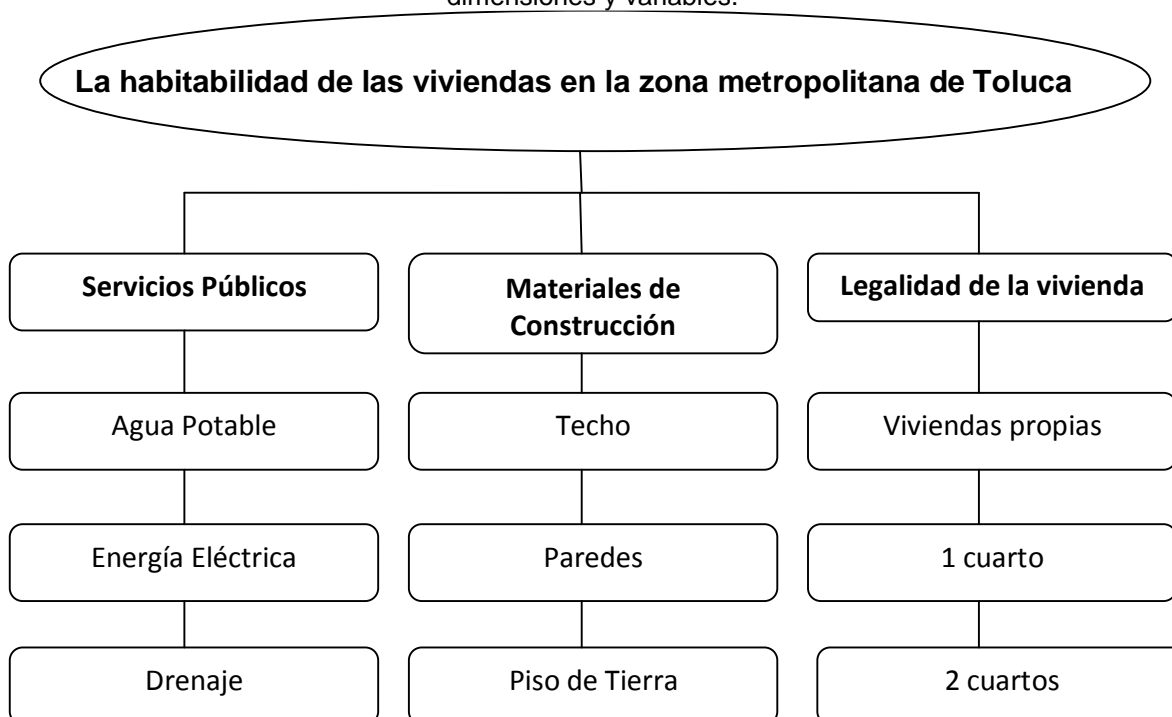 dimensiones y variables.
La habitabilidad de las viviendas en la zona metropolitana de Toluca
Servicios Públicos
Materiales de
Construcción
Legalidad de la vivienda
Agua Potable
Techo
Viviendas propias
Energía Eléctrica
Paredes
1 cuarto
Drenaje
Piso de Tierra
2 cuartos